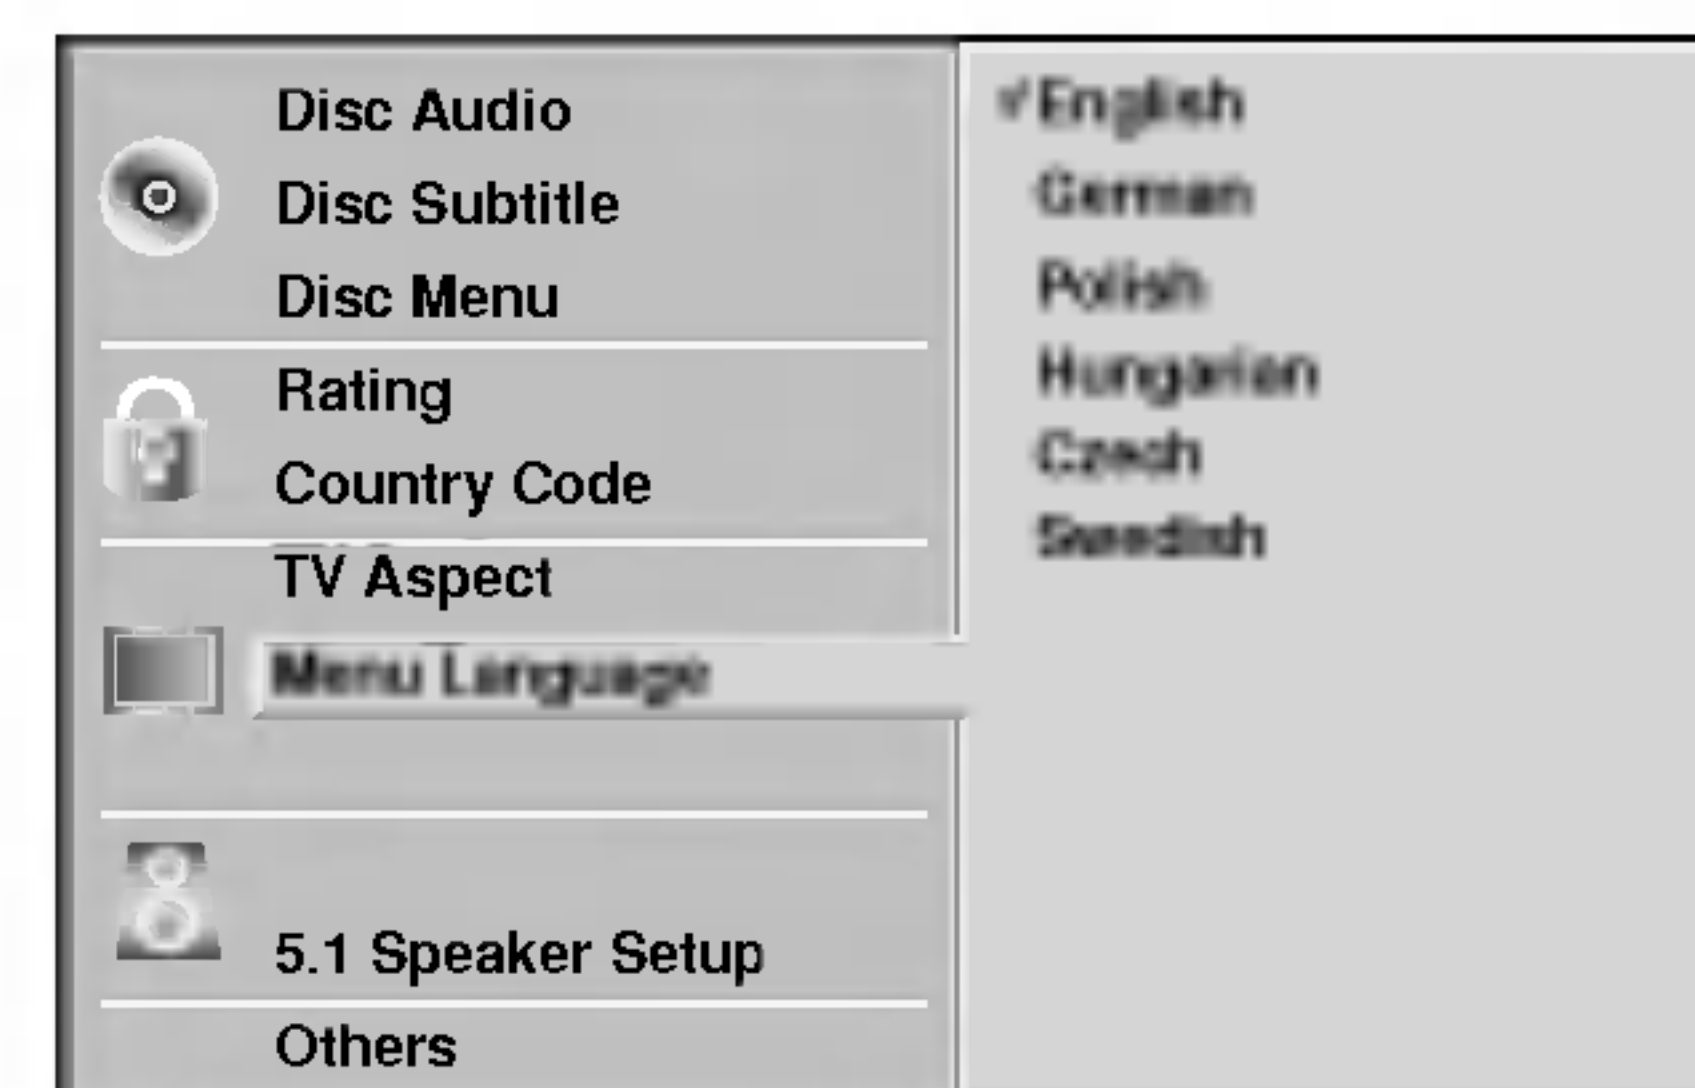 Disc Audio
Disc Subtitle
Disc Menu
Rating
Country Code
TV Aspect
Menu Language
5.1 Speaker Setup
Others
✓English
German
Polish
Hungarian
Czech
Swedish